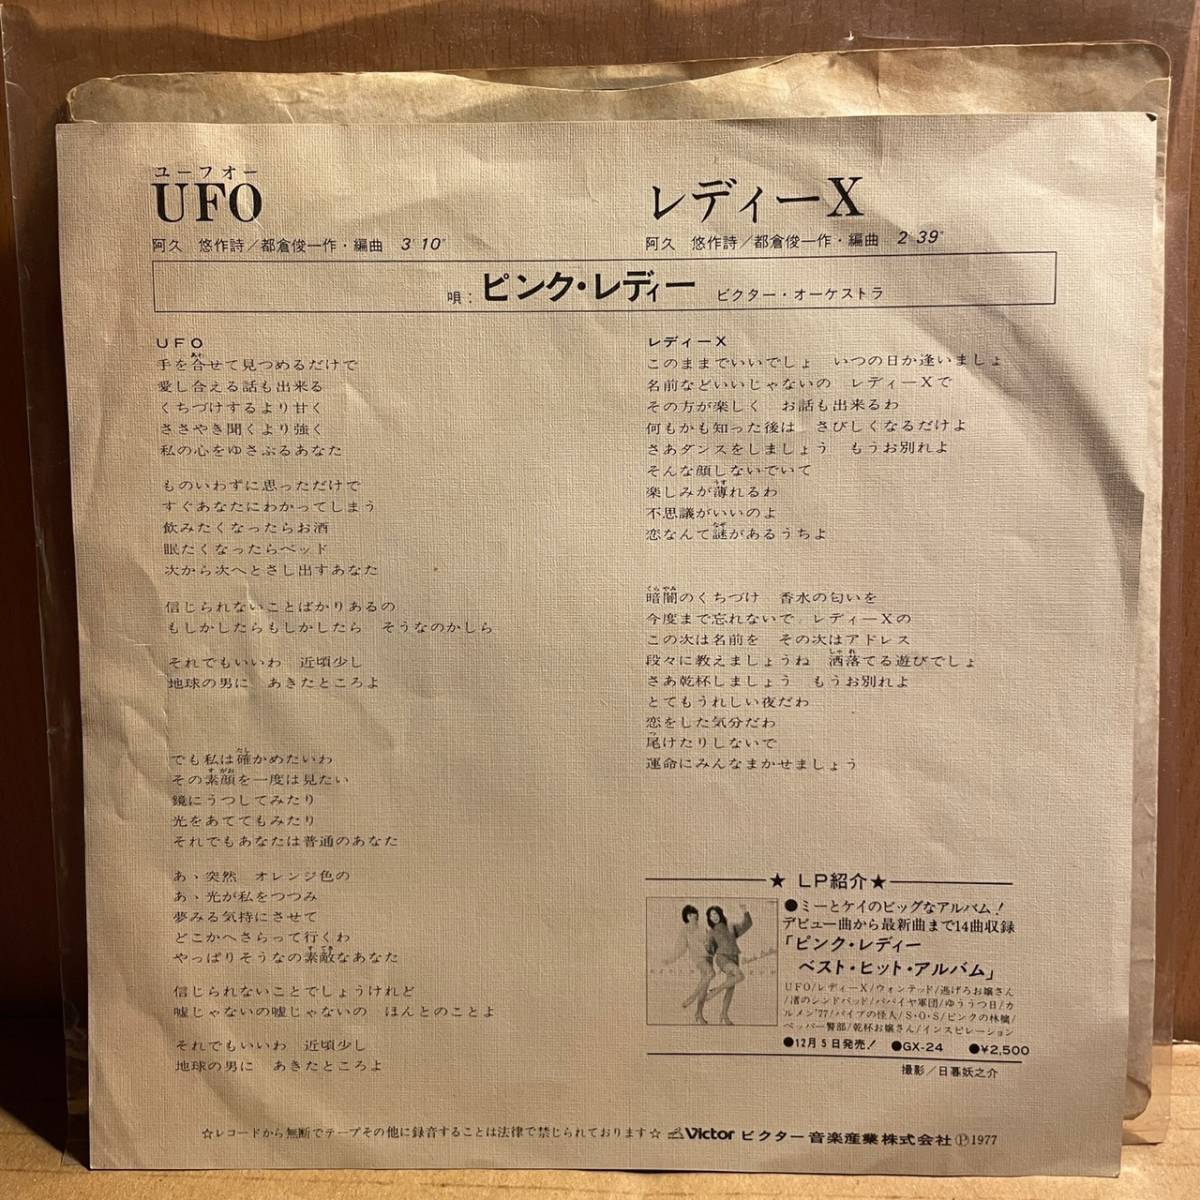 ユーフォー
UFO
阿久 悠作詩／都倉俊一作・編曲 3'10"
レディーX
阿久 悠作詩／都倉俊一作・編曲 2'39"
唄：ピンク・レディー ビクター・オーケストラ
UFO
手を合せて見つめるだけで
愛し合える話も出来る
くちづけするより甘く
ささやき聞くより強く
私の心をゆさぶるあなた
ものいわずに思っただけで
すぐあなたにわかってしまう
飲みたくなったらお酒
眠たくなったらベッド
次から次へとさし出すあなた
信じられないことばかりあるの
もしかしたらもしかしたら そうなのかしら
それでもいいわ 近頃少し
地球の男に あきたところよ
でも私は確かめたいわ
その素顔を一度は見たい
鏡にうつしてみたり
光をあててもみたり
それでもあなたは普通のあなた
あゝ突然 オレンジ色の
あゝ光が私をつつみ
夢みる気持にさせて
どこかへさらって行くわ
やっぱりそうなの素敵なあなた
信じられないことでしょうけれど
嘘じゃないの嘘じゃないの ほんとのことよ
それでもいいわ 近頃少し
地球の男に あきたところよ
レディーX
このままでいいでしょ いつの日か逢いましょ
名前などいいじゃないの レディーXで
その方が楽しく お話も出来るわ
何もかも知った後は さびしくなるだけよ
さあダンスをしましょう もうお別れよ
そんな顔しないでいて
楽しみが薄れるわ
不思議がいいのよ
恋なんて謎があるうちよ
暗闇のくちづけ 香水の匂いを
今度まで忘れないで レディーXの
この次は名前を その次はアドレス
段々に教えましょうね 洒落てる遊びでしょ
さあ乾杯しましょう もうお別れよ
とてもうれしい夜だわ
恋をした気分だわ
尾けたりしないで
運命にみんなまかせましょう
★ LP紹介★
●ミーとケイのビッグなアルバム！
デビュー曲から最新曲まで14曲収録
「ピンク・レディー
ベスト・ヒット・アルバム」
UFO/レディーX/ウォンテッド/逃げろお嬢さん
/渚のシンドバッド/パパイヤ軍団/ゆううつ日/カ
ルメン'77/パイプの怪人/S・O・S/ピンクの林檎/
ペッパー警部/乾杯お嬢さん/インスピレーション
●12月5日発売！ ●GX-24 ●¥2,500
撮影／日暮妖之介
☆レコードから無断でテープその他に録音することは法律で禁じられております☆ Victor ビクター音楽産業株式会社Ⓟ1977